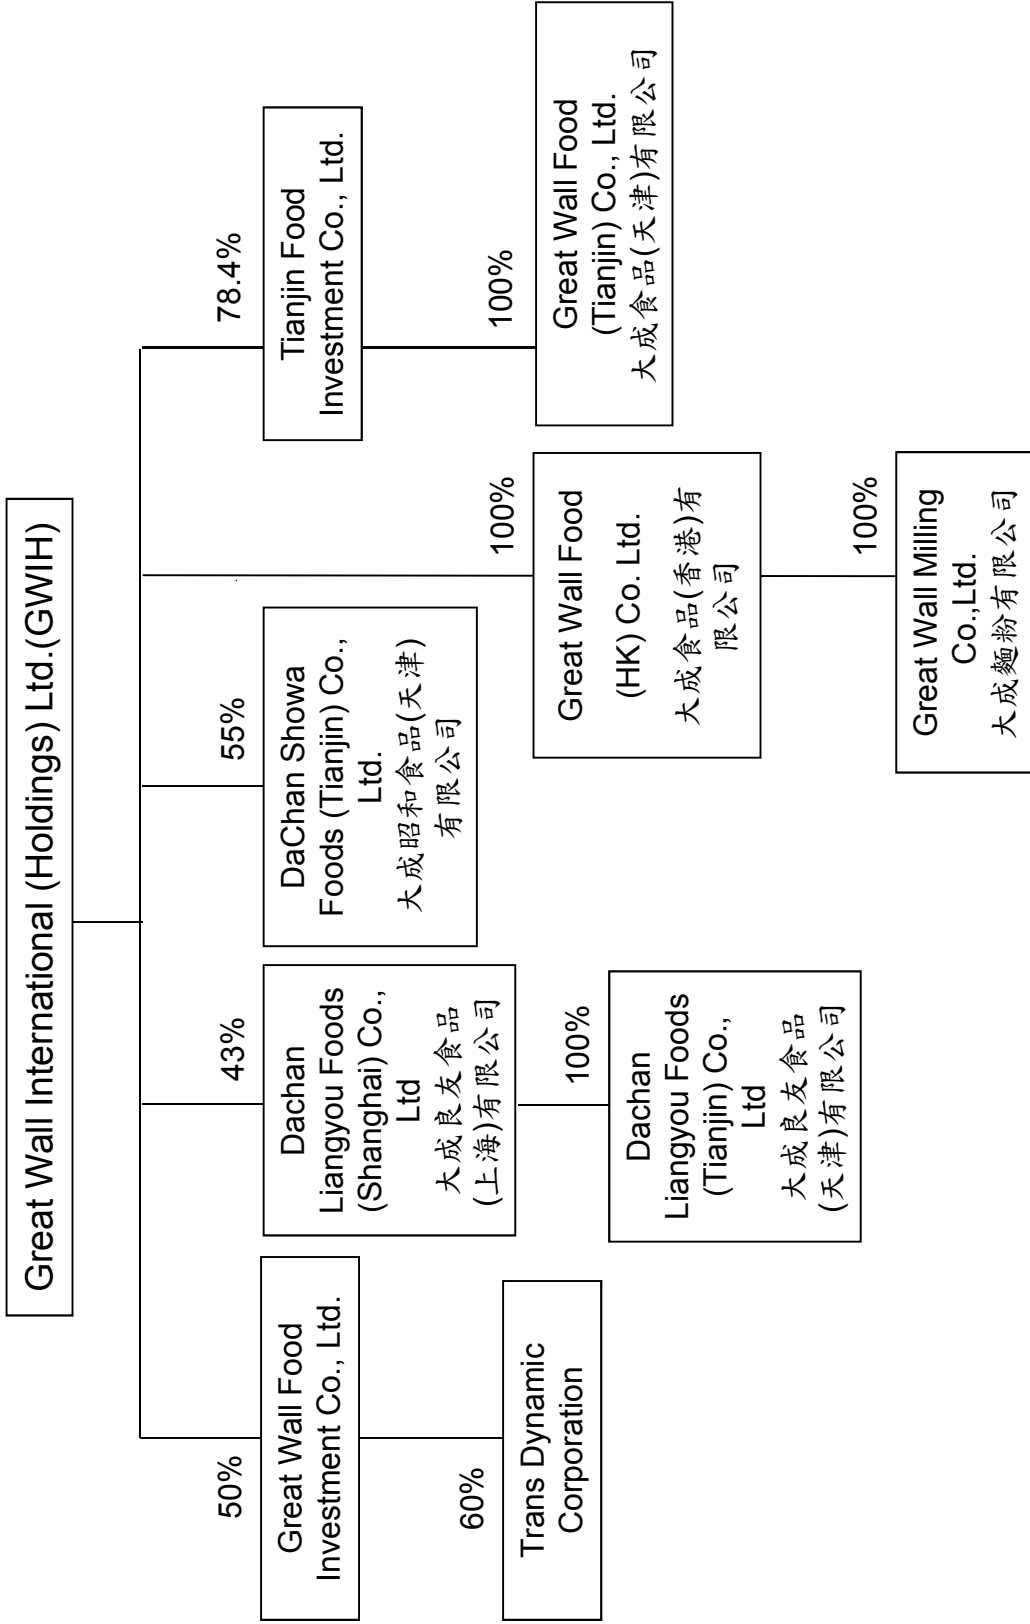 Great Wall International (Holdings) Ltd.(GWIH)
50%
Great Wall Food
Investment Co., Ltd.
60%
Trans Dynamic
Corporation
43%
Dachan
Liangyou Foods
(Shanghai) Co.,
Ltd
大成良友食品
(上海)有限公司
100%
Dachan
Liangyou Foods
(Tianjin) Co.,
Ltd
大成良友食品
(天津)有限公司
55%
DaChan Showa
Foods (Tianjin) Co.,
Ltd.
大成昭和食品(天津)
有限公司
100%
Great Wall Food
(HK) Co. Ltd.
大成食品(香港)有
限公司
100%
Great Wall Milling
Co.,Ltd.
大成麵粉有限公司
78.4%
Tianjin Food
Investment Co., Ltd.
100%
Great Wall Food
(Tianjin) Co., Ltd.
大成食品(天津)有限公司